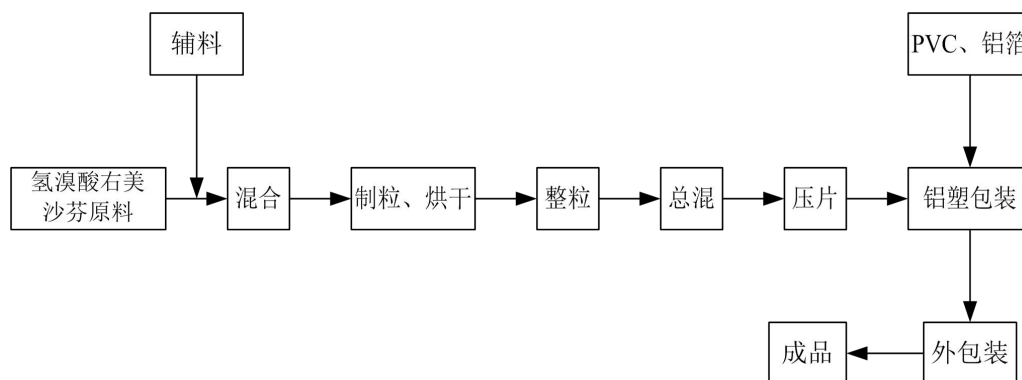 辅料
PVC、铝箔
氢溴酸右美
沙芬原料
混合
制粒、烘干
整粒
总混
压片
铝塑包装
成品
外包装